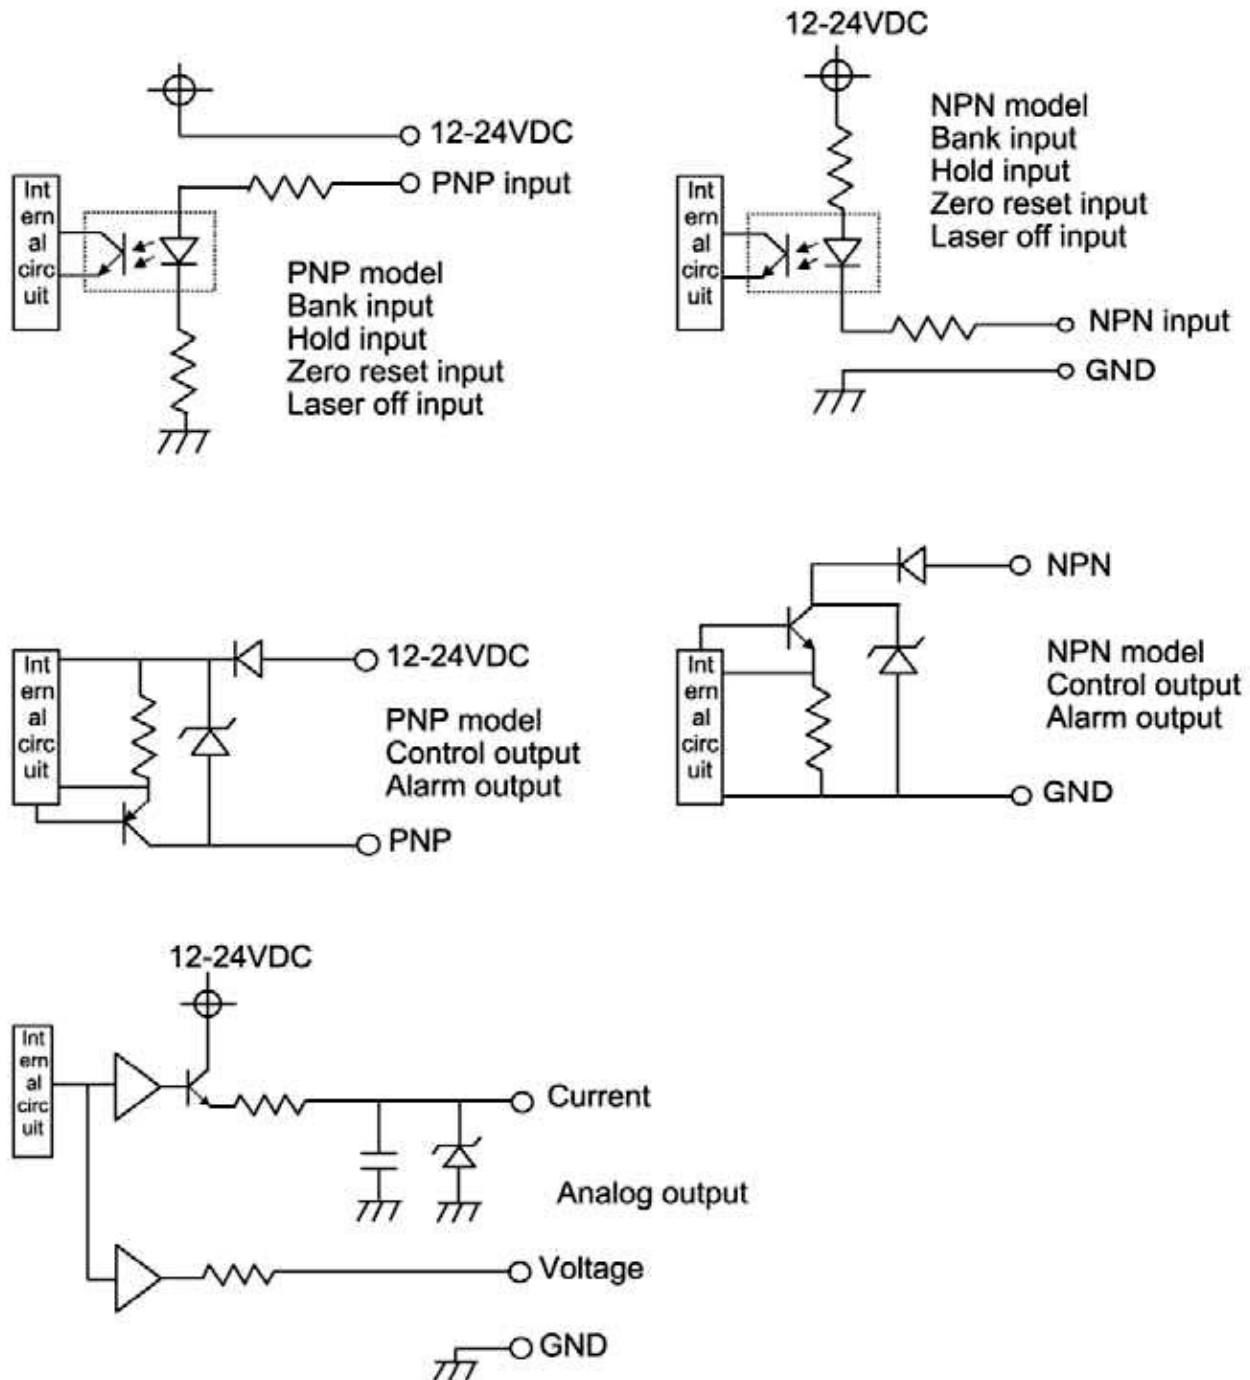 12-24VDC
PNP input
Int
ern
al
circ
uit
PNP model
Bank input
Hold input
Zero reset input
Laser off input
12-24VDC
NPN model
Bank input
Hold input
Zero reset input
Laser off input
Int
ern
al
circ
uit
NPN input
GND
Int
ern
al
circ
uit
12-24VDC
PNP model
Control output
Alarm output
PNP
NPN
Int
ern
al
circ
uit
NPN model
Control output
Alarm output
GND
12-24VDC
Int
ern
al
circ
uit
Current
Analog output
Voltage
GND